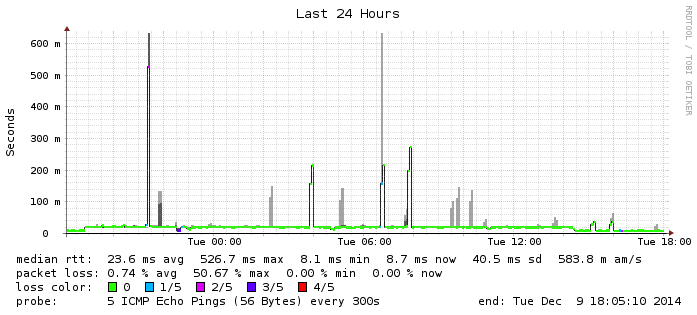 Last 24 Hours
RRDTOOL / TOBI OETIKER
Seconds
600 m
500 m
400 m
300 m
200 m
100 m
0
Tue 00:00 Tue 06:00 Tue 12:00 Tue 18:00
median rtt: 23.6 ms avg 526.7 ms max 8.1 ms min 8.7 ms now 40.5 ms sd 583.8 m am/s
packet loss: 0.74 % avg 50.67 % max 0.00 % min 0.00 % now
loss color: 0 1/5 2/5 3/5 4/5
probe: 5 ICMP Echo Pings (56 Bytes) every 300s end: Tue Dec 9 18:05:10 2014